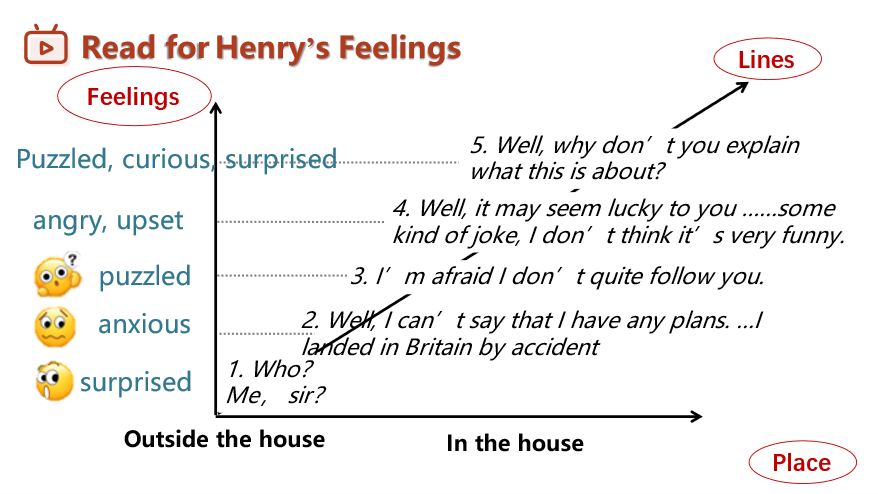 Read for Henry’s Feelings
Lines
Feelings
Puzzled, curious, surprised
5. Well, why don’t you explain
what this is about?
angry, upset
4. Well, it may seem lucky to you ……some
kind of joke, I don’t think it’s very funny.
?
puzzled
3. I’m afraid I don’t quite follow you.
anxious
2. Well, I can’t say that I have any plans. …I
landed in Britain by accident
surprised
1. Who?
Me， sir?
Outside the house
In the house
Place